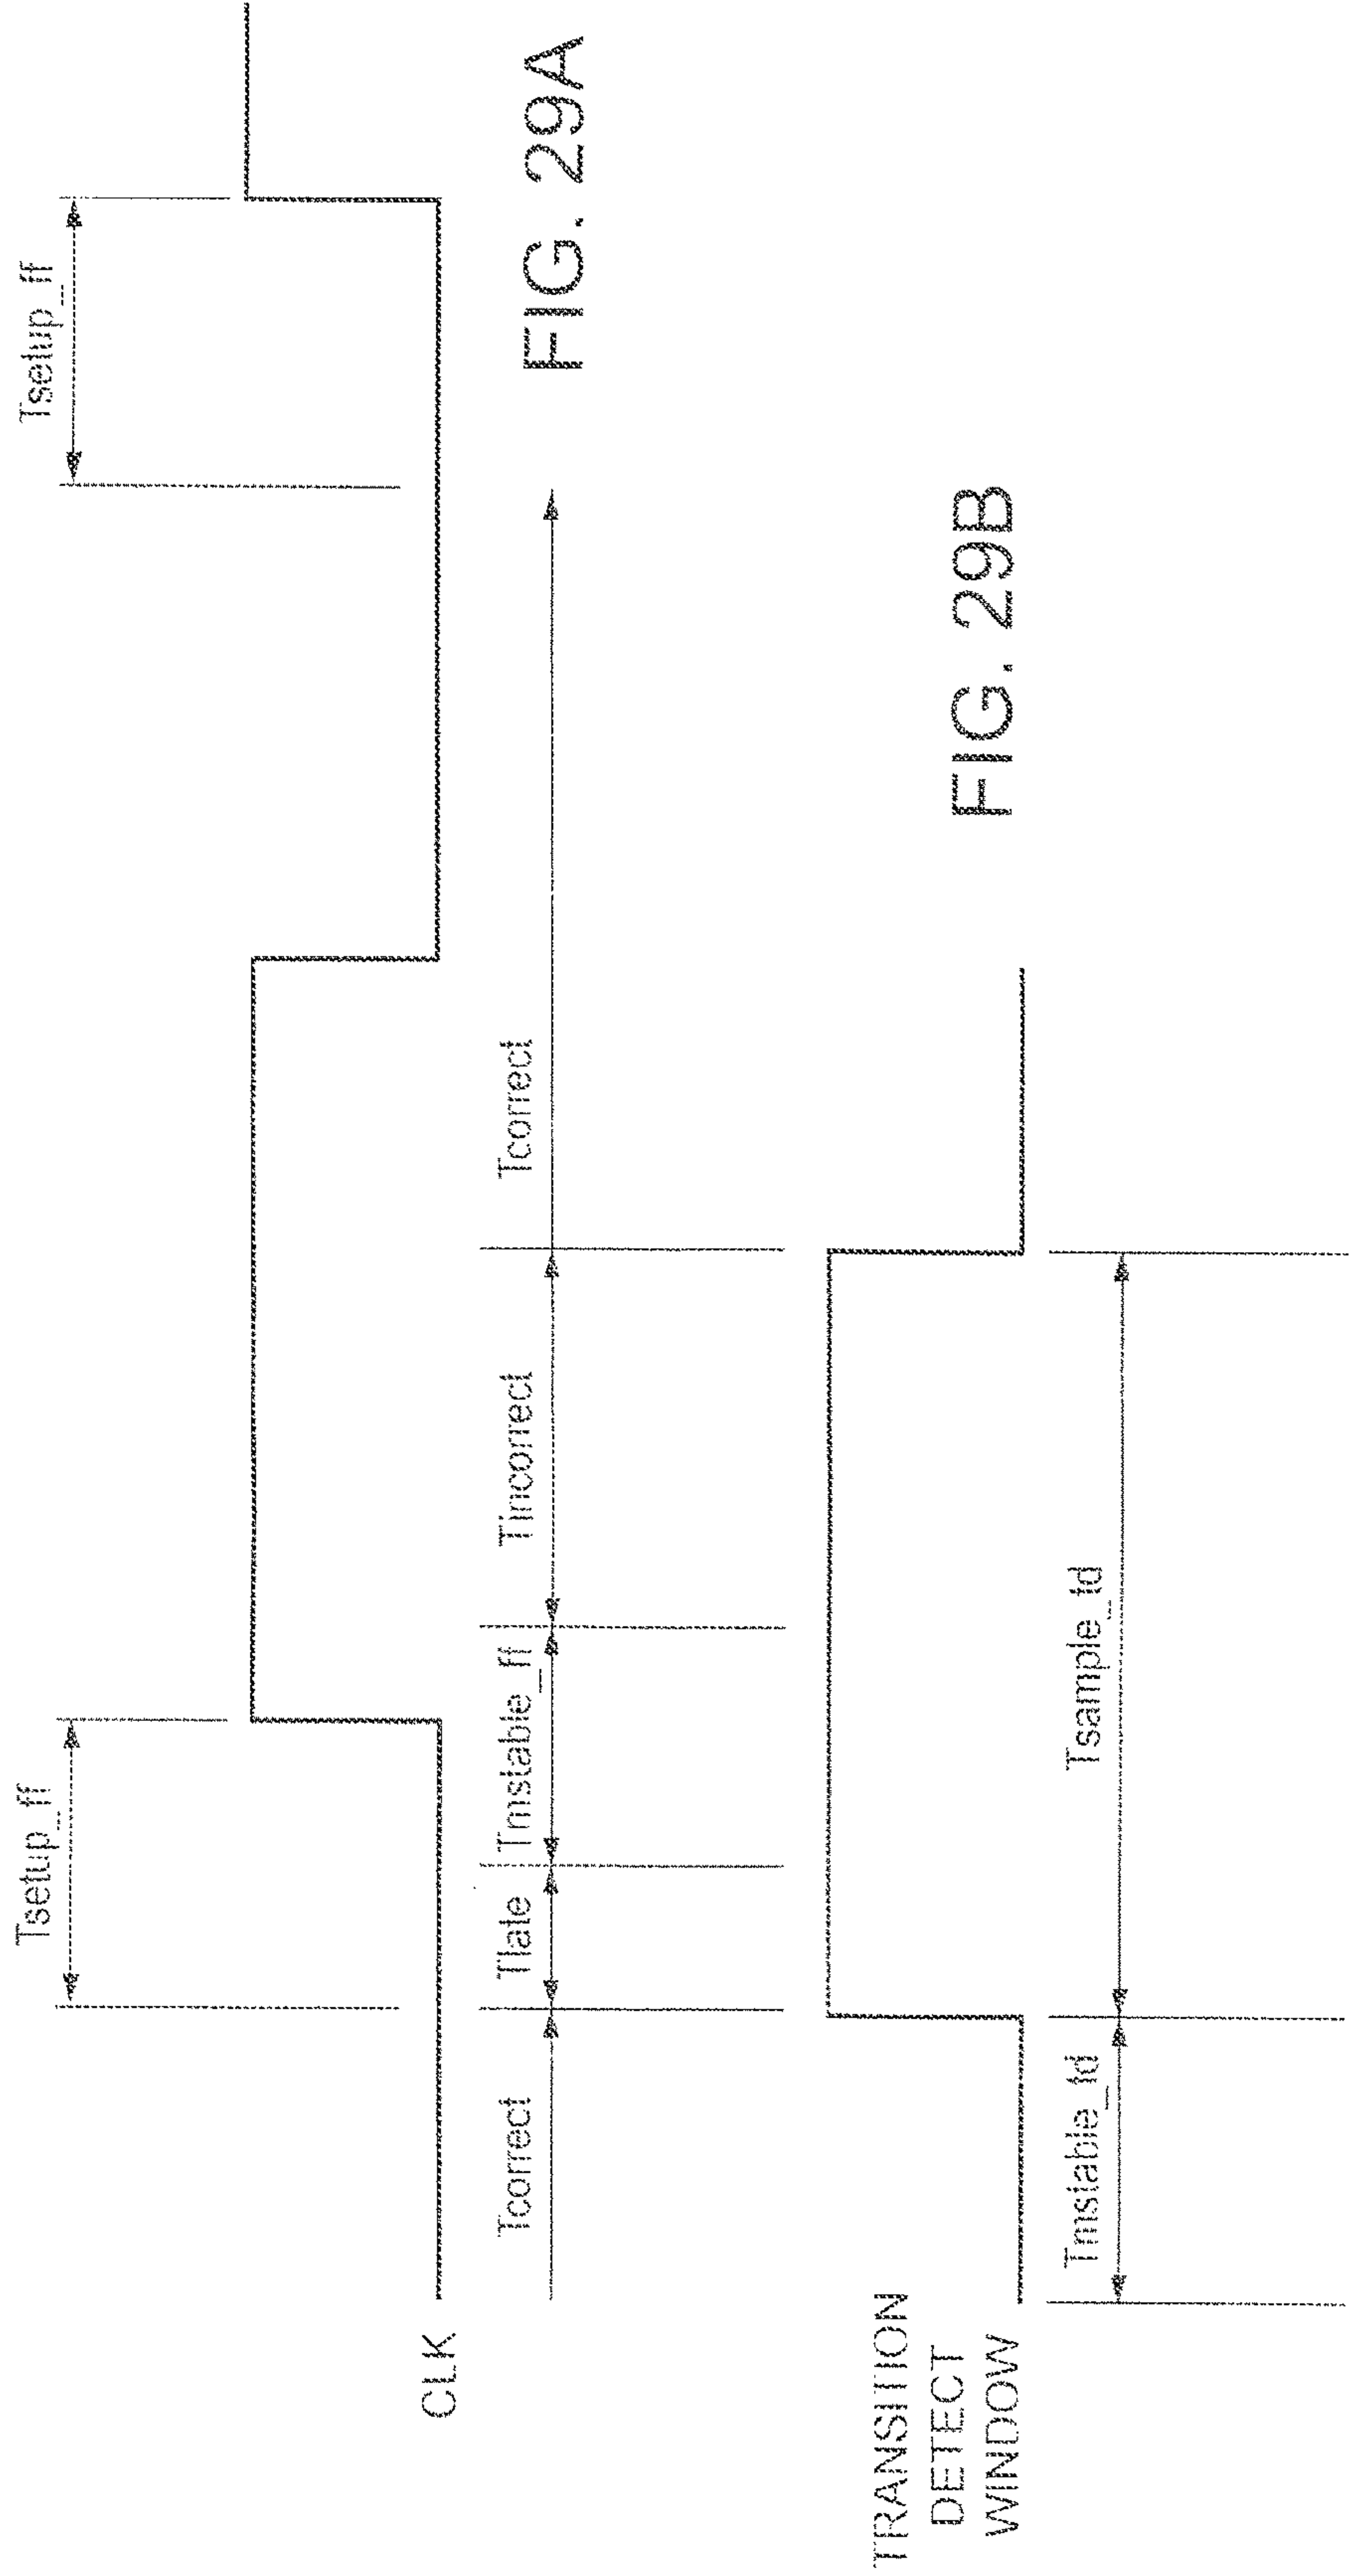 Tsetup_ff
Tsetup_ff
CLK
Tcorrect
Tlate
Tmstable_ff
Tincorrect
Tcorrect
FIG. 29A
TRANSITION
DETECT
WINDOW
Tmstable_td
Tsample_td
FIG. 29B